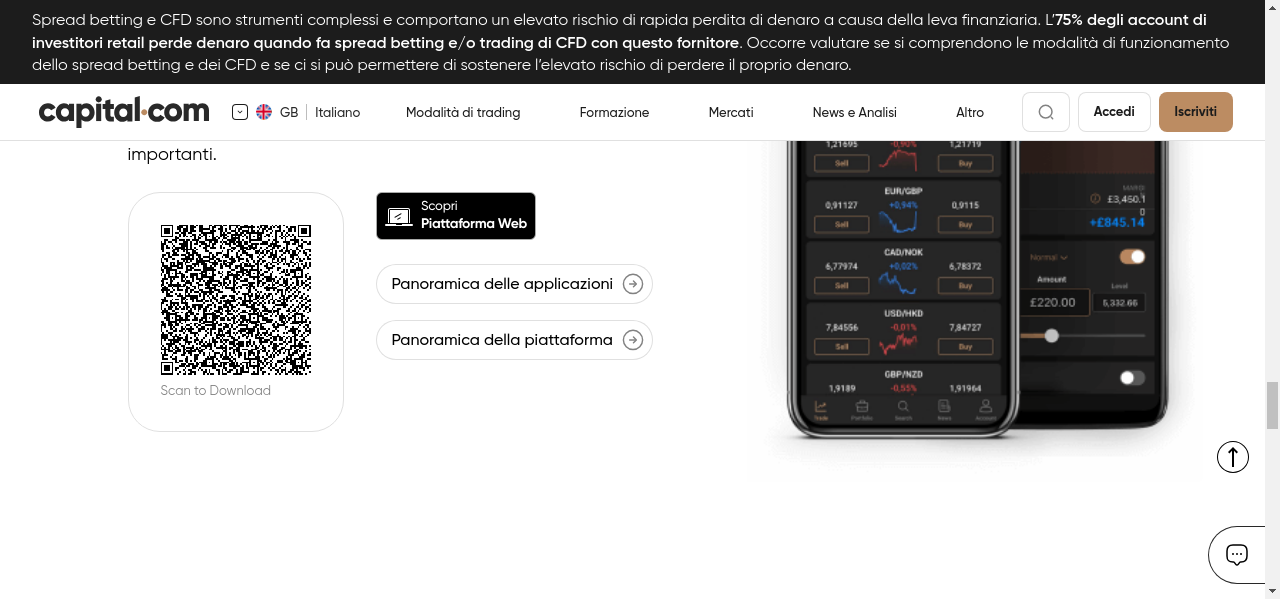 Spread betting e CFD sono strumenti complessi e comportano un elevato rischio di rapida perdita di denaro a causa della leva finanziaria. L'75% degli account di
investitori retail perde denaro quando fa spread betting e/o trading di CFD con questo fornitore. Occorre valutare se si comprendono le modalità di funzionamento
dello spread betting e dei CFD e se ci si può permettere di sostenere l'elevato rischio di perdere il proprio denaro.
capital.com
GB
Italiano
Modalità di trading
Formazione
Mercati
News e Analisi
Altro
Accedi
Iscriviti
importanti.
Scan to Download
Scopri
Piattaforma Web
Panoramica delle applicazioni
Panoramica della piattaforma
1,21695 -0,90% 1,21719
Sell Buy
EUR/GBP
0,91127 +0,94% 0,9115
Sell Buy
CAD/NOK
6,77974 +0,02% 6,78372
Sell Buy
USD/HKD
7,84556 -0,01% 7,84727
Sell Buy
GBP/NZD
1,9189 -0,55% 1,91964
Trade Portfolio Search News Account
£3,450.1
0
+£845.14
Normal
Amount
Level
£220.00
5,332.66